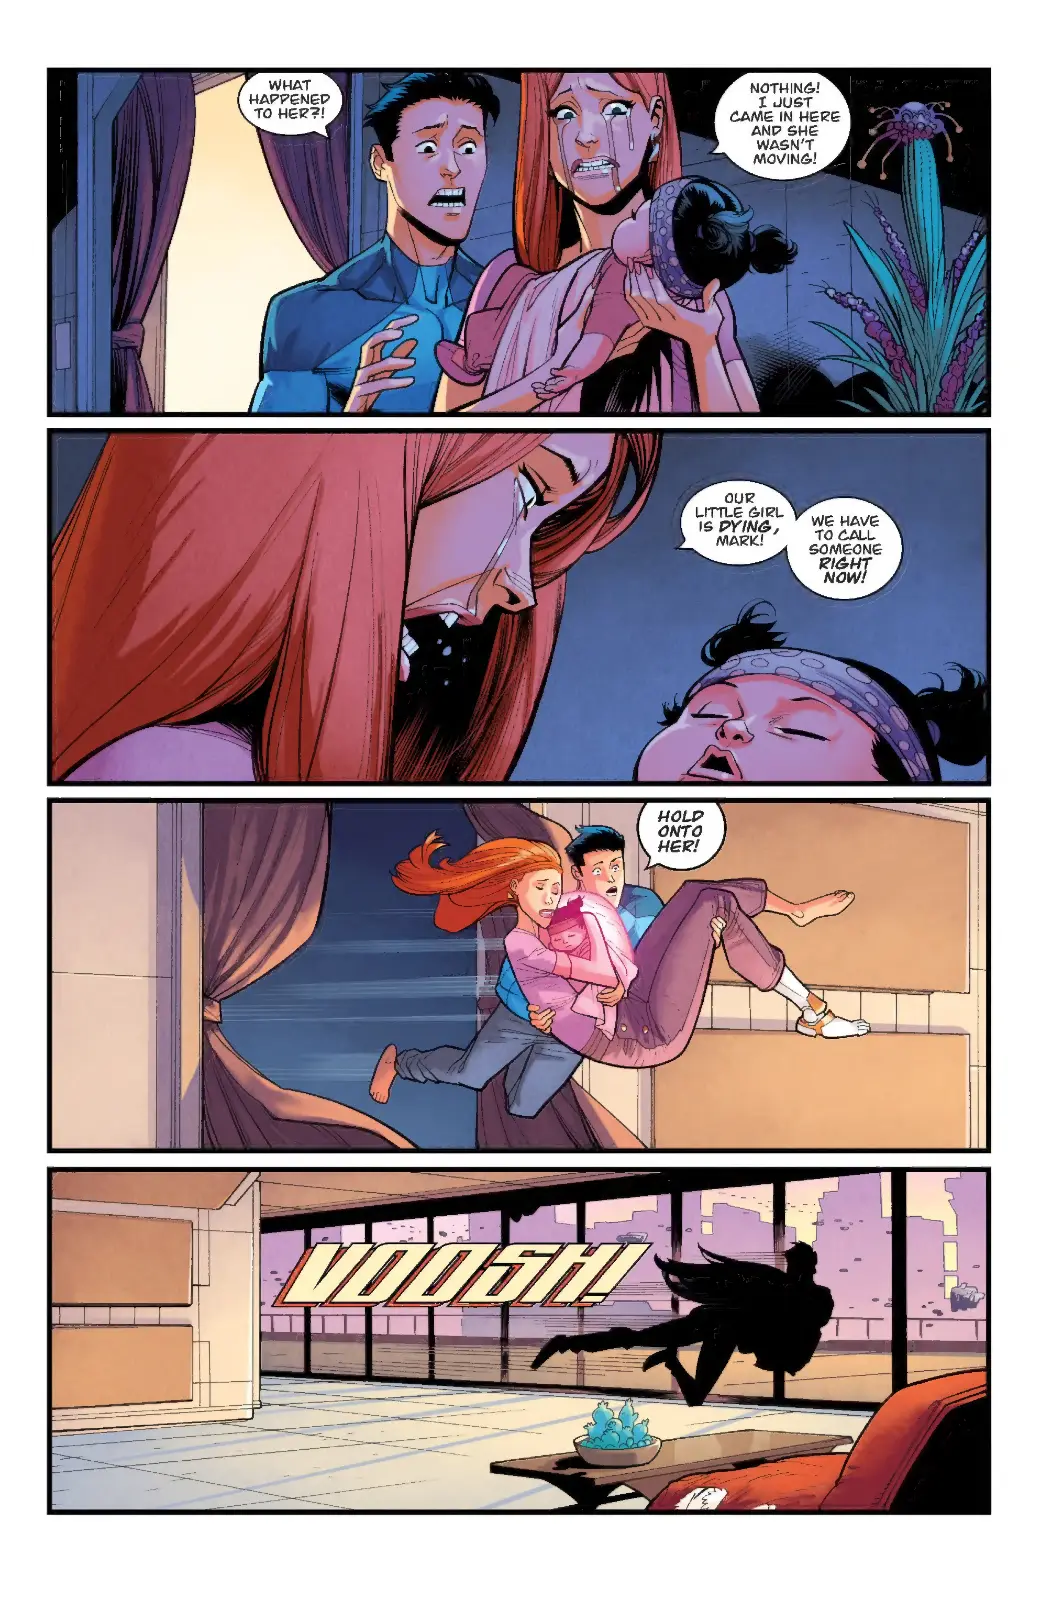 WHAT
HAPPENED
TO HER?!
NOTHING!
I JUST
CAME IN HERE
AND SHE
WASN'T
MOVING!
OUR
LITTLE GIRL
IS DYING,
MARK!
WE HAVE
TO CALL
SOMEONE
RIGHT
NOW!
HOLD
ONTO
HER!
VOOSH!